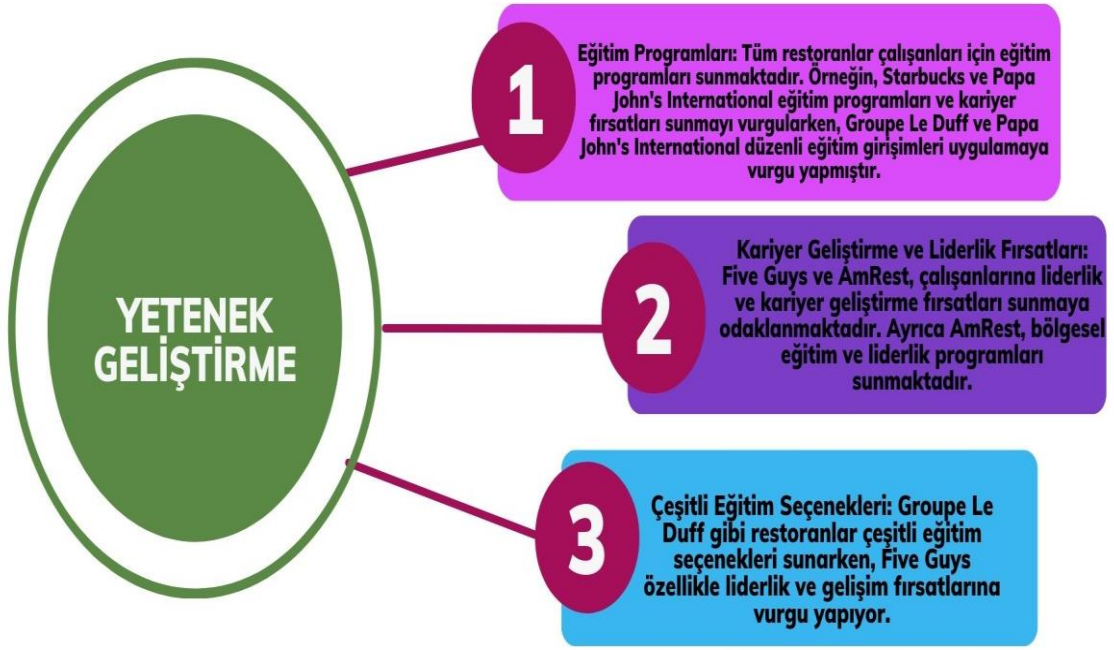 YETENEK
GELİŞTİRME
1
Eğitim Programları: Tüm restoranlar çalışanları için eğitim
programları sunmaktadır. Örneğin, Starbucks ve Papa
John's International eğitim programları ve kariyer
fırsatları sunmayı vurgularken, Groupe Le Duff ve Papa
John's International düzenli eğitim girişimleri uygulamaya
vurgu yapmıştır.
2
Kariyer Geliştirme ve Liderlik Fırsatları:
Five Guys ve AmRest, çalışanlarına liderlik
ve kariyer geliştirme fırsatları sunmaya
odaklanmaktadır. Ayrıca AmRest, bölgesel
eğitim ve liderlik programları
sunmaktadır.
3
Çeşitli Eğitim Seçenekleri: Groupe Le
Duff gibi restoranlar çeşitli eğitim
seçenekleri sunarken, Five Guys
özellikle liderlik ve gelişim fırsatlarına
vurgu yapıyor.